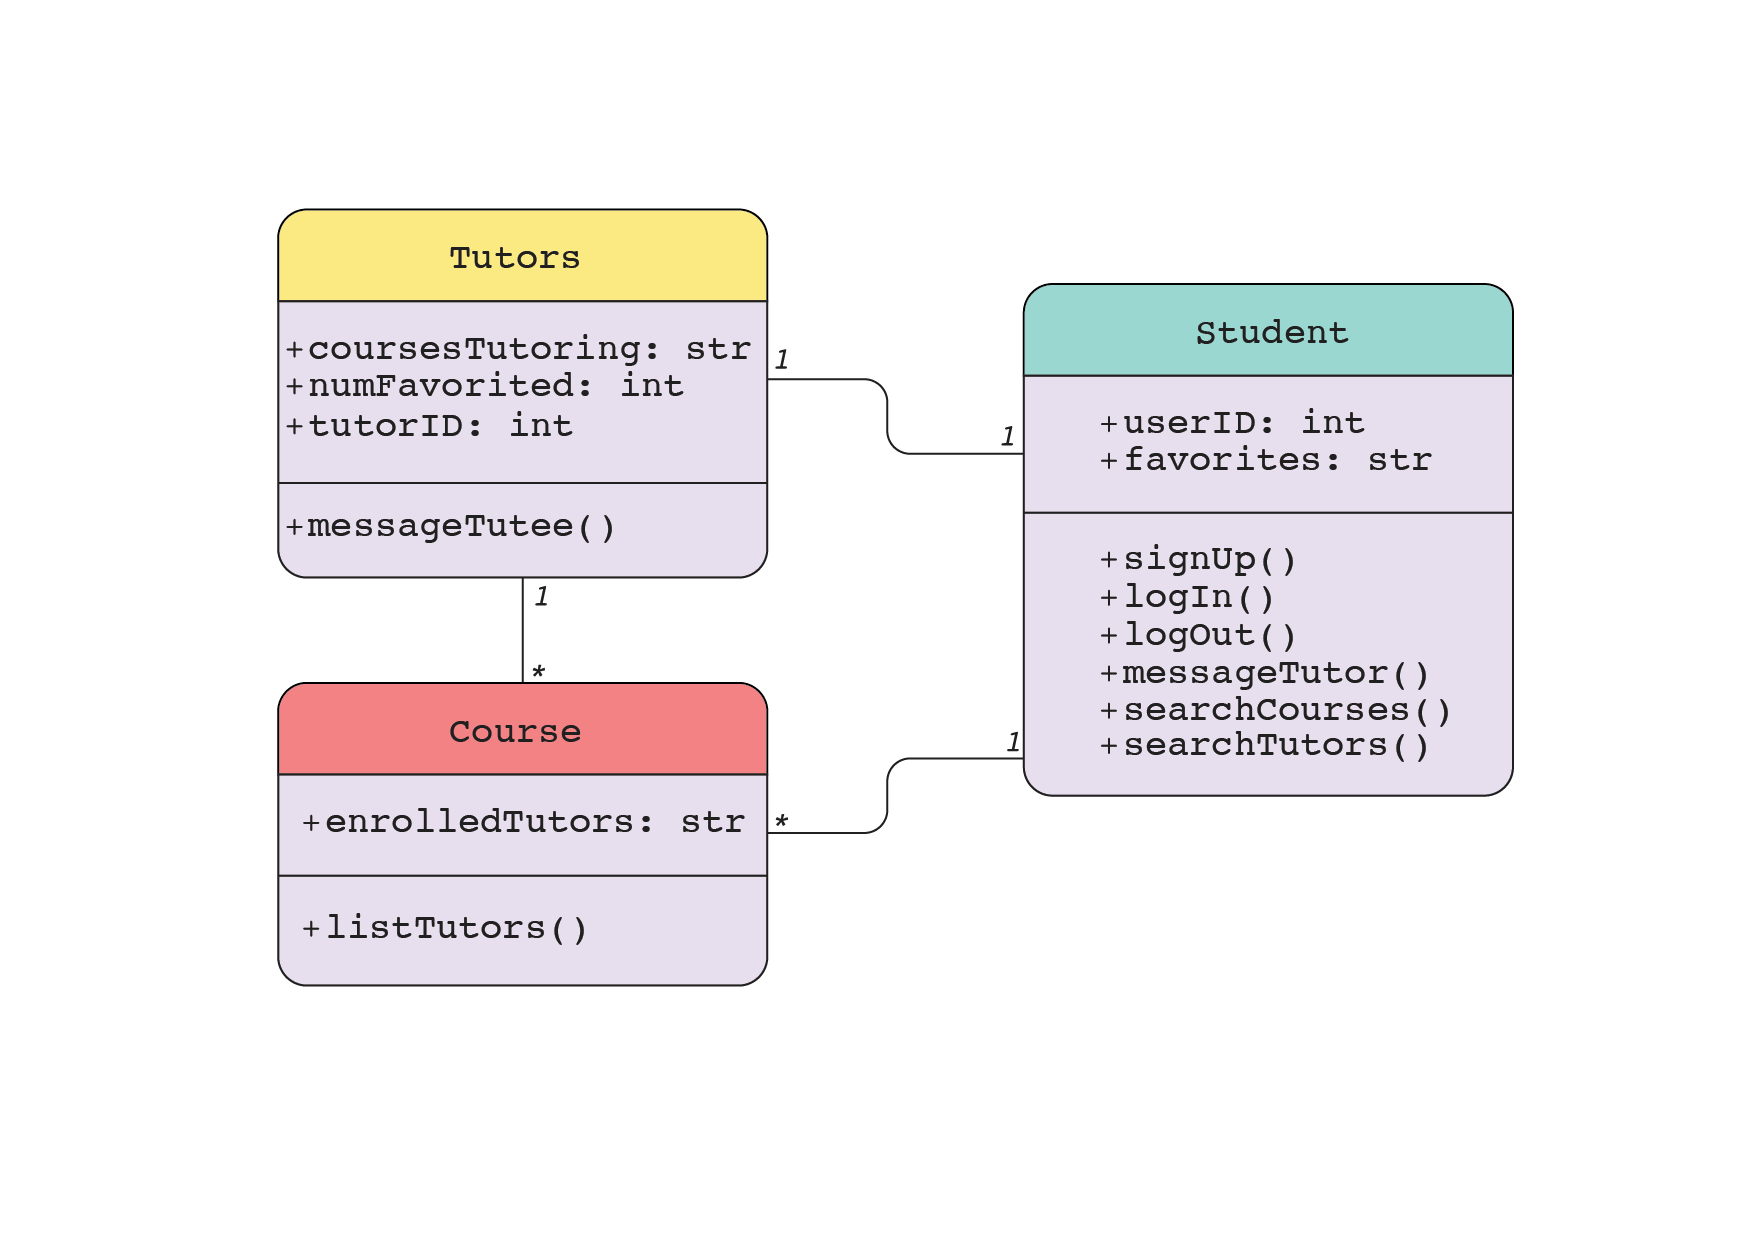 Tutors
+coursesTutoring: str
+numFavorited: int
+tutorID: int
+messageTutee()
1
1
Student
+userID: int
+favorites: str
+signUp()
+logIn()
+logOut()
+messageTutor()
+searchCourses()
+searchTutors()
1
*
Course
+enrolledTutors: str
+listTutors()
1
*